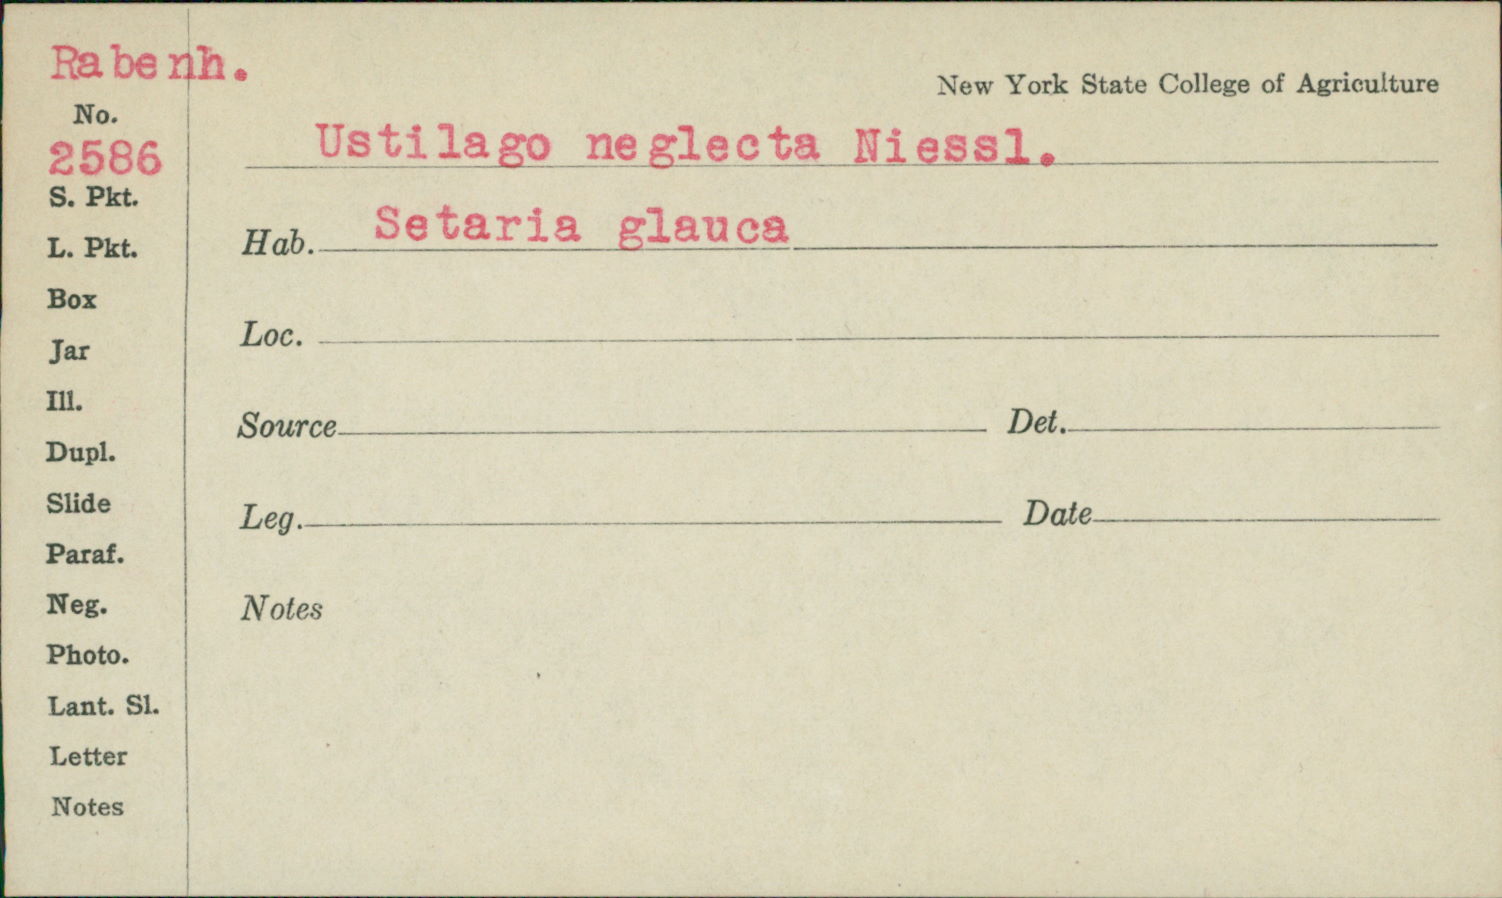 Rabenh.
New York State College of Agriculture
No.
2586
Ustilago neglecta Niessl.
S. Pkt.
Hab. Setaria glauca
L. Pkt.
Box
Loc.
Jar
Ill.
Source Det.
Dupl.
Slide
Leg. Date
Paraf.
Neg.
Notes
Photo.
Lant. Sl.
Letter
Notes